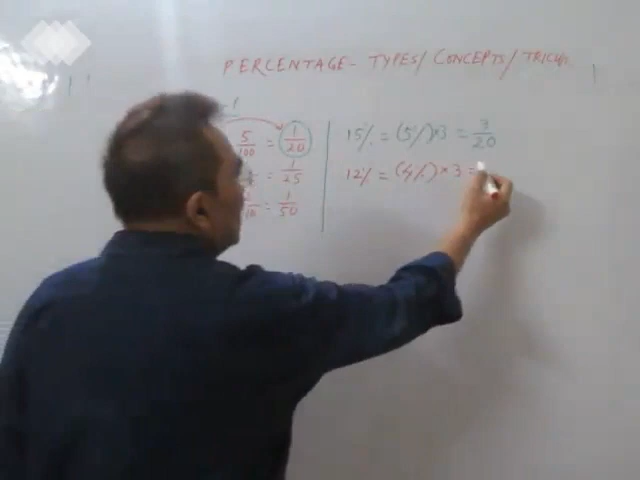 PERCENTAGE - TYPES / CONCEPTS /
1
5/100 = 1/20
= 1/25
= 1/50
15% = (5%)×3 = 3/20
12% = (4%)×3 =